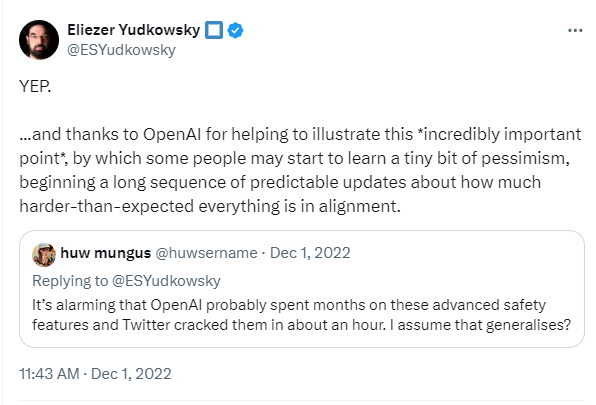 Eliezer Yudkowsky
@ESYudkowsky
YEP.
...and thanks to OpenAI for helping to illustrate this *incredibly important
point*, by which some people may start to learn a tiny bit of pessimism,
beginning a long sequence of predictable updates about how much
harder-than-expected everything is in alignment.
huw mungus @huwsername · Dec 1, 2022
Replying to @ESYudkowsky
It’s alarming that OpenAI probably spent months on these advanced safety
features and Twitter cracked them in about an hour. I assume that generalises?
11:43 AM · Dec 1, 2022